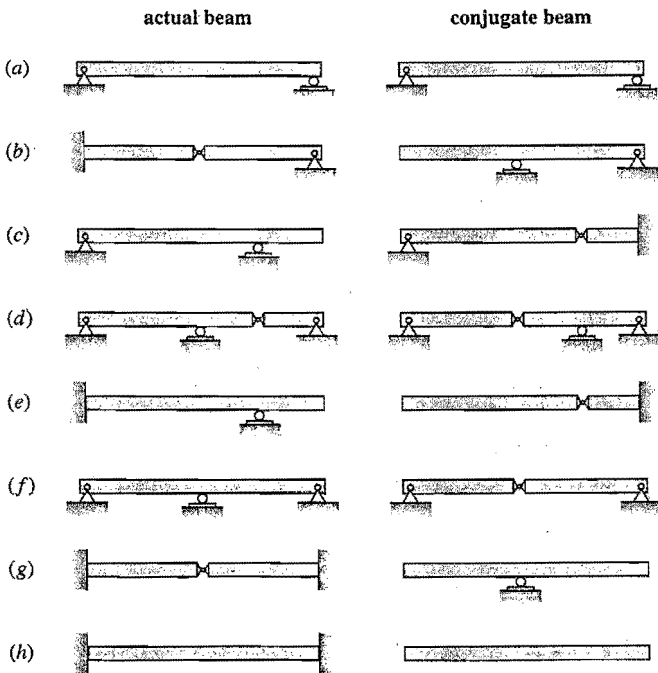 actual beam conjugate beam
(a)
(b)
(c)
(d)
(e)
(f)
(g)
(h)